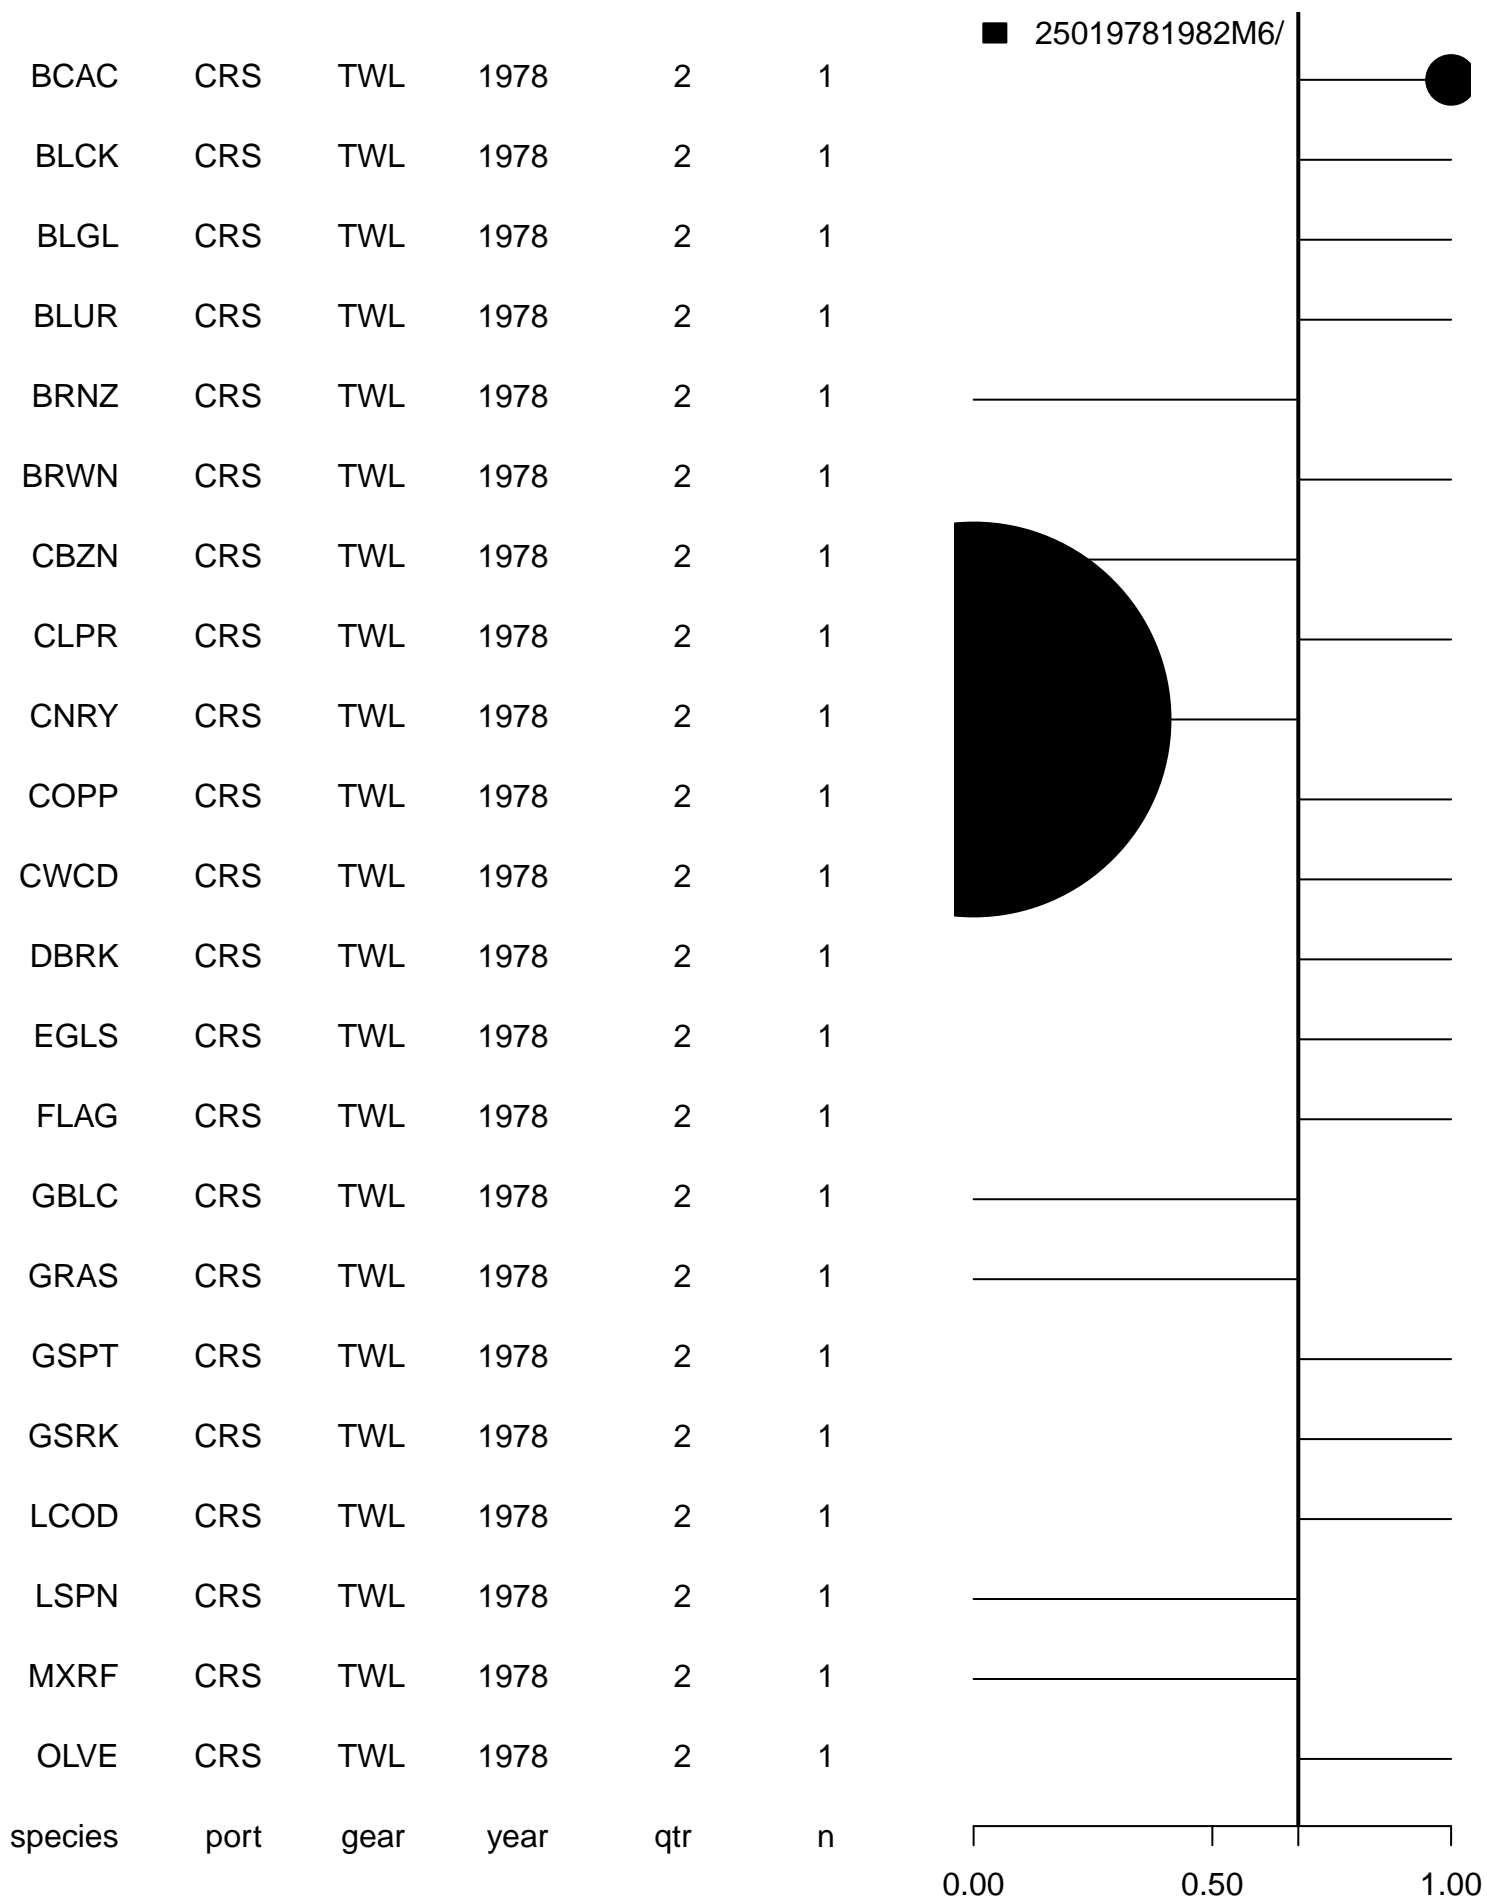 25019781982M6/
BCAC CRS TWL 1978 2 1
BLCK CRS TWL 1978 2 1
BLGL CRS TWL 1978 2 1
BLUR CRS TWL 1978 2 1
BRNZ CRS TWL 1978 2 1
BRWN CRS TWL 1978 2 1
CBZN CRS TWL 1978 2 1
CLPR CRS TWL 1978 2 1
CNRY CRS TWL 1978 2 1
COPP CRS TWL 1978 2 1
CWCD CRS TWL 1978 2 1
DBRK CRS TWL 1978 2 1
EGLS CRS TWL 1978 2 1
FLAG CRS TWL 1978 2 1
GBLC CRS TWL 1978 2 1
GRAS CRS TWL 1978 2 1
GSPT CRS TWL 1978 2 1
GSRK CRS TWL 1978 2 1
LCOD CRS TWL 1978 2 1
LSPN CRS TWL 1978 2 1
MXRF CRS TWL 1978 2 1
OLVE CRS TWL 1978 2 1
species port gear year qtr n
0.00 0.50 1.00